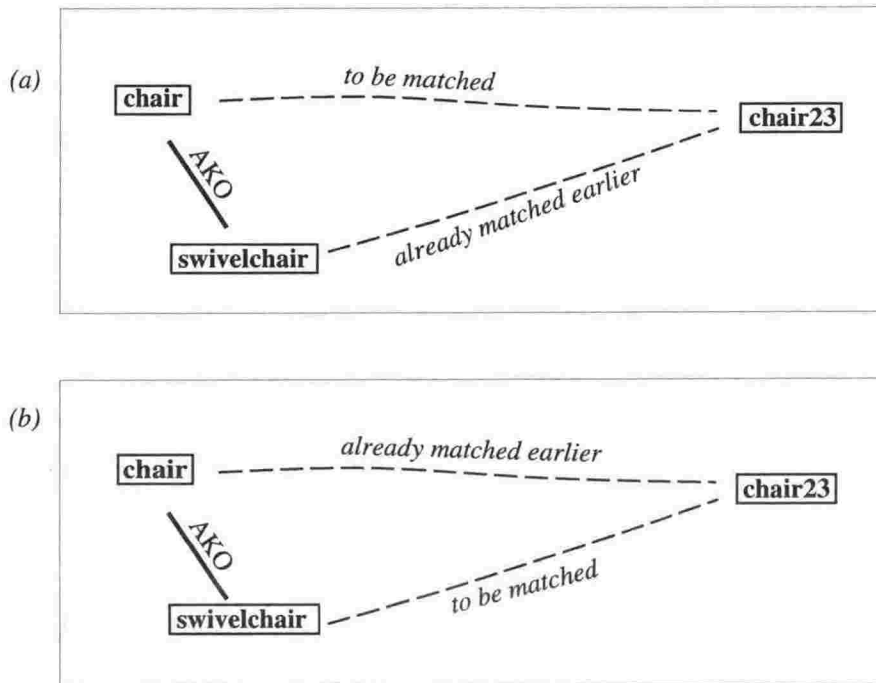 (a)
to be matched
chair
chair23
AKO
already matched earlier
swivelchair
(b)
already matched earlier
chair
chair23
AKO
to be matched
swivelchair